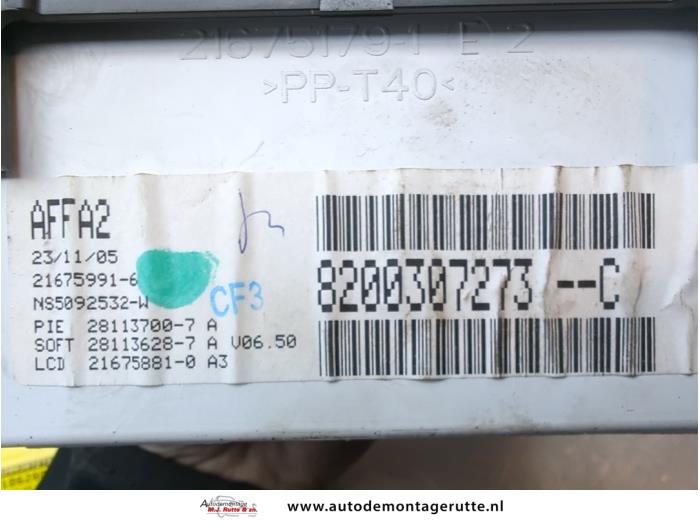 21675179-1 E 2
>PP-T40<
AFFA2
23/11/05
21675991-6
NS5092532-W
CF3
PIE 28113700-7 A
SOFT 28113628-7 A V06.50
LCD 21675881-0 A3
8200307273 --C
Autodemontage
M.J. Rutte & zn.
www.autodemontagerutte.nl